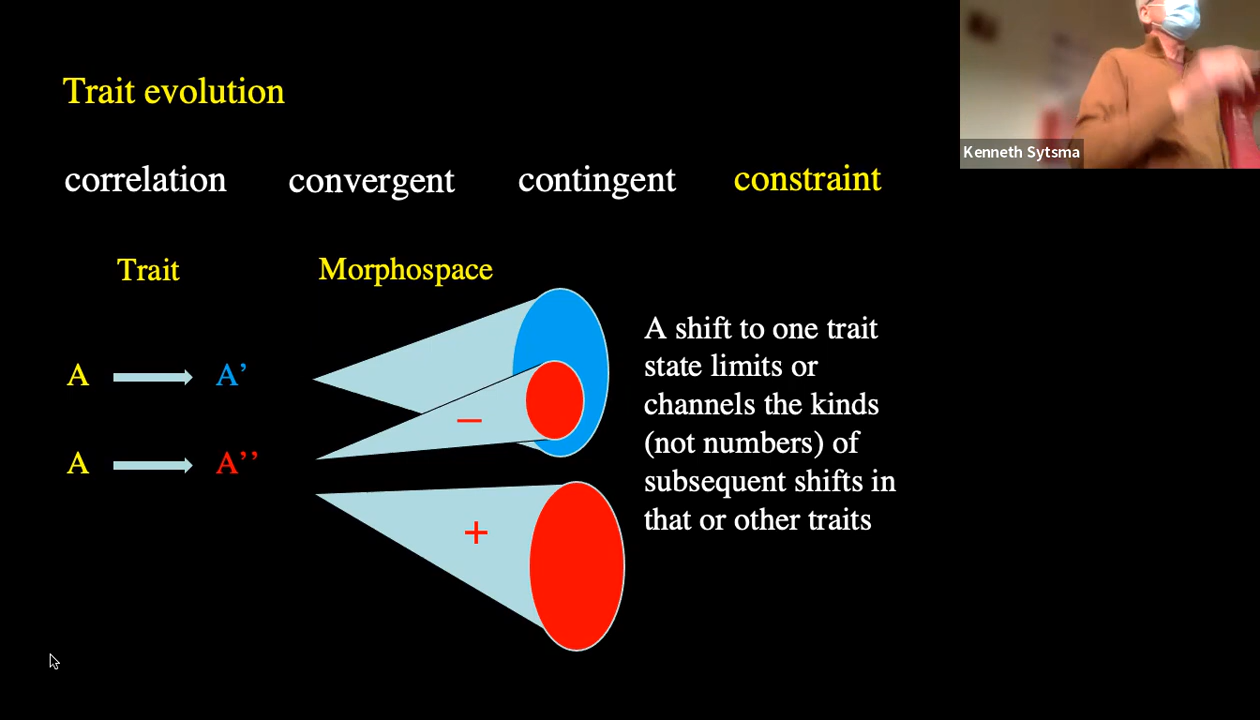 Trait evolution
Kenneth Sytsma
correlation convergent contingent constraint
Trait Morphospace
A A’
A A’’
–
+
A shift to one trait
state limits or
channels the kinds
(not numbers) of
subsequent shifts in
that or other traits